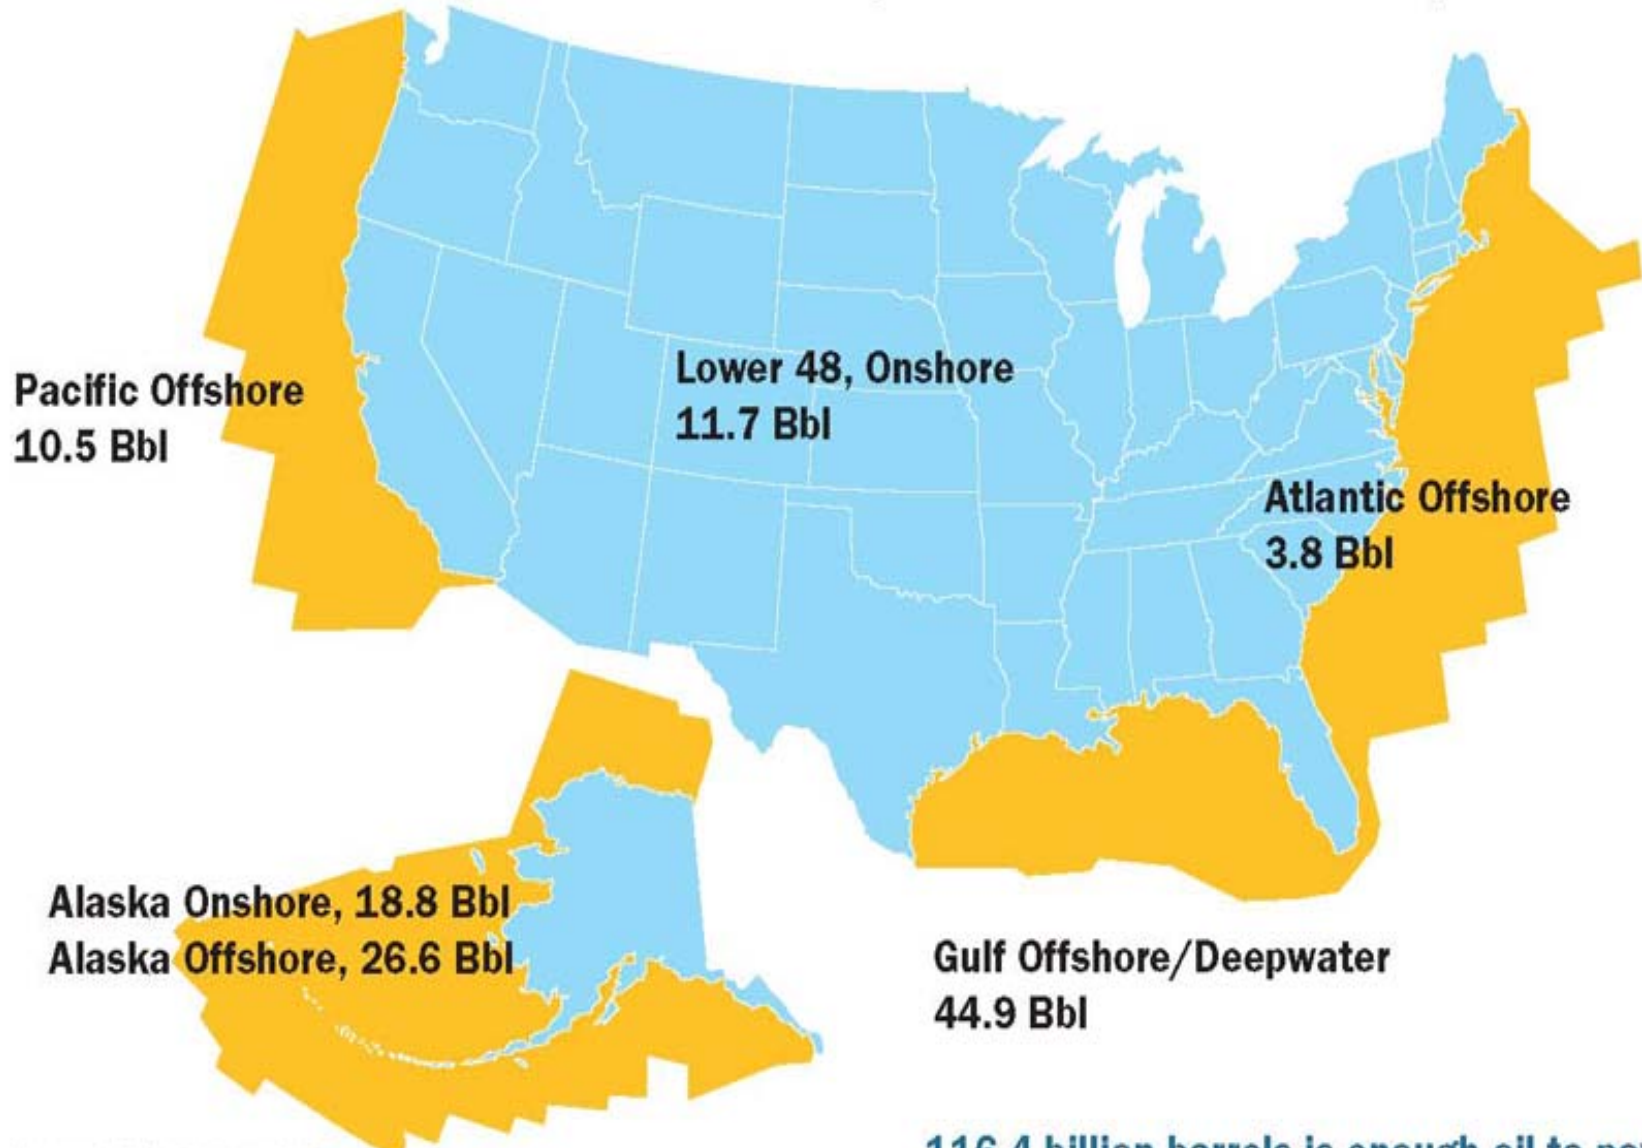 Pacific Offshore
10.5 Bbl
Lower 48, Onshore
11.7 Bbl
Atlantic Offshore
3.8 Bbl
Alaska Onshore, 18.8 Bbl
Alaska Offshore, 26.6 Bbl
Gulf Offshore/Deepwater
44.9 Bbl
116.4 billion barrels is enough oil to